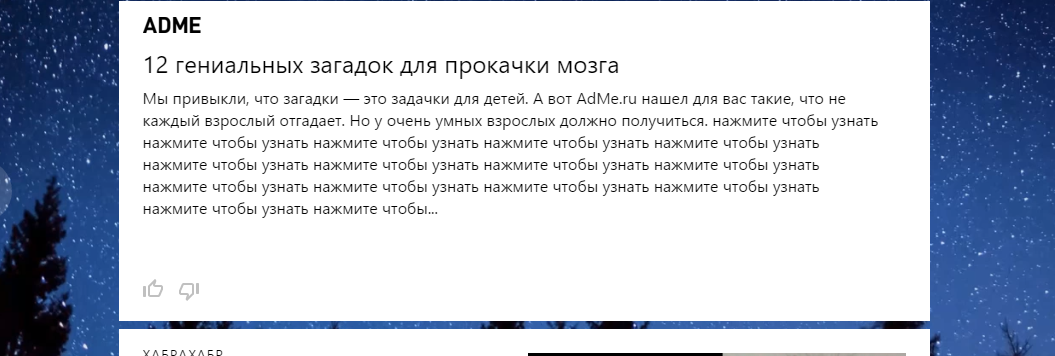 ADME
12 гениальных загадок для прокачки мозга
Мы привыкли, что загадки — это задачки для детей. А вот AdMe.ru нашел для вас такие, что не
каждый взрослый отгадает. Но у очень умных взрослых должно получиться. нажмите чтобы узнать
нажмите чтобы узнать нажмите чтобы узнать нажмите чтобы узнать нажмите чтобы узнать
нажмите чтобы узнать нажмите чтобы узнать нажмите чтобы узнать нажмите чтобы узнать
нажмите чтобы узнать нажмите чтобы узнать нажмите чтобы узнать нажмите чтобы узнать
нажмите чтобы узнать нажмите чтобы...
ХАБРАХАБР